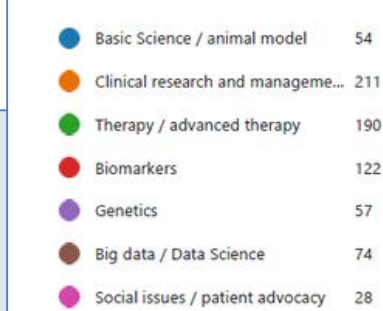 Basic Science / animal model 54
Clinical research and manageme... 211
Therapy / advanced therapy 190
Biomarkers 122
Genetics 57
Big data / Data Science 74
Social issues / patient advocacy 28